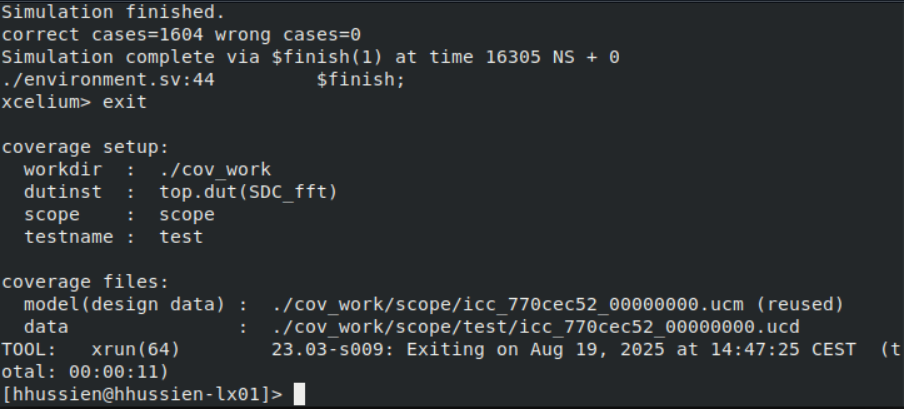 Simulation finished.
correct cases=1604 wrong cases=0
Simulation complete via $finish(1) at time 16305 NS + 0
./environment.sv:44         $finish;
xcelium> exit

coverage setup:
  workdir  :  ./cov_work
  dutinst  :  top.dut(SDC_fft)
  scope    :  scope
  testname :  test

coverage files:
  model(design data) :  ./cov_work/scope/icc_770cec52_00000000.ucm (reused)
  data               :  ./cov_work/scope/test/icc_770cec52_00000000.ucd
TOOL:   xrun(64)        23.03-s009: Exiting on Aug 19, 2025 at 14:47:25 CEST  (t
otal: 00:00:11)
[hhussien@hhussien-lx01]>